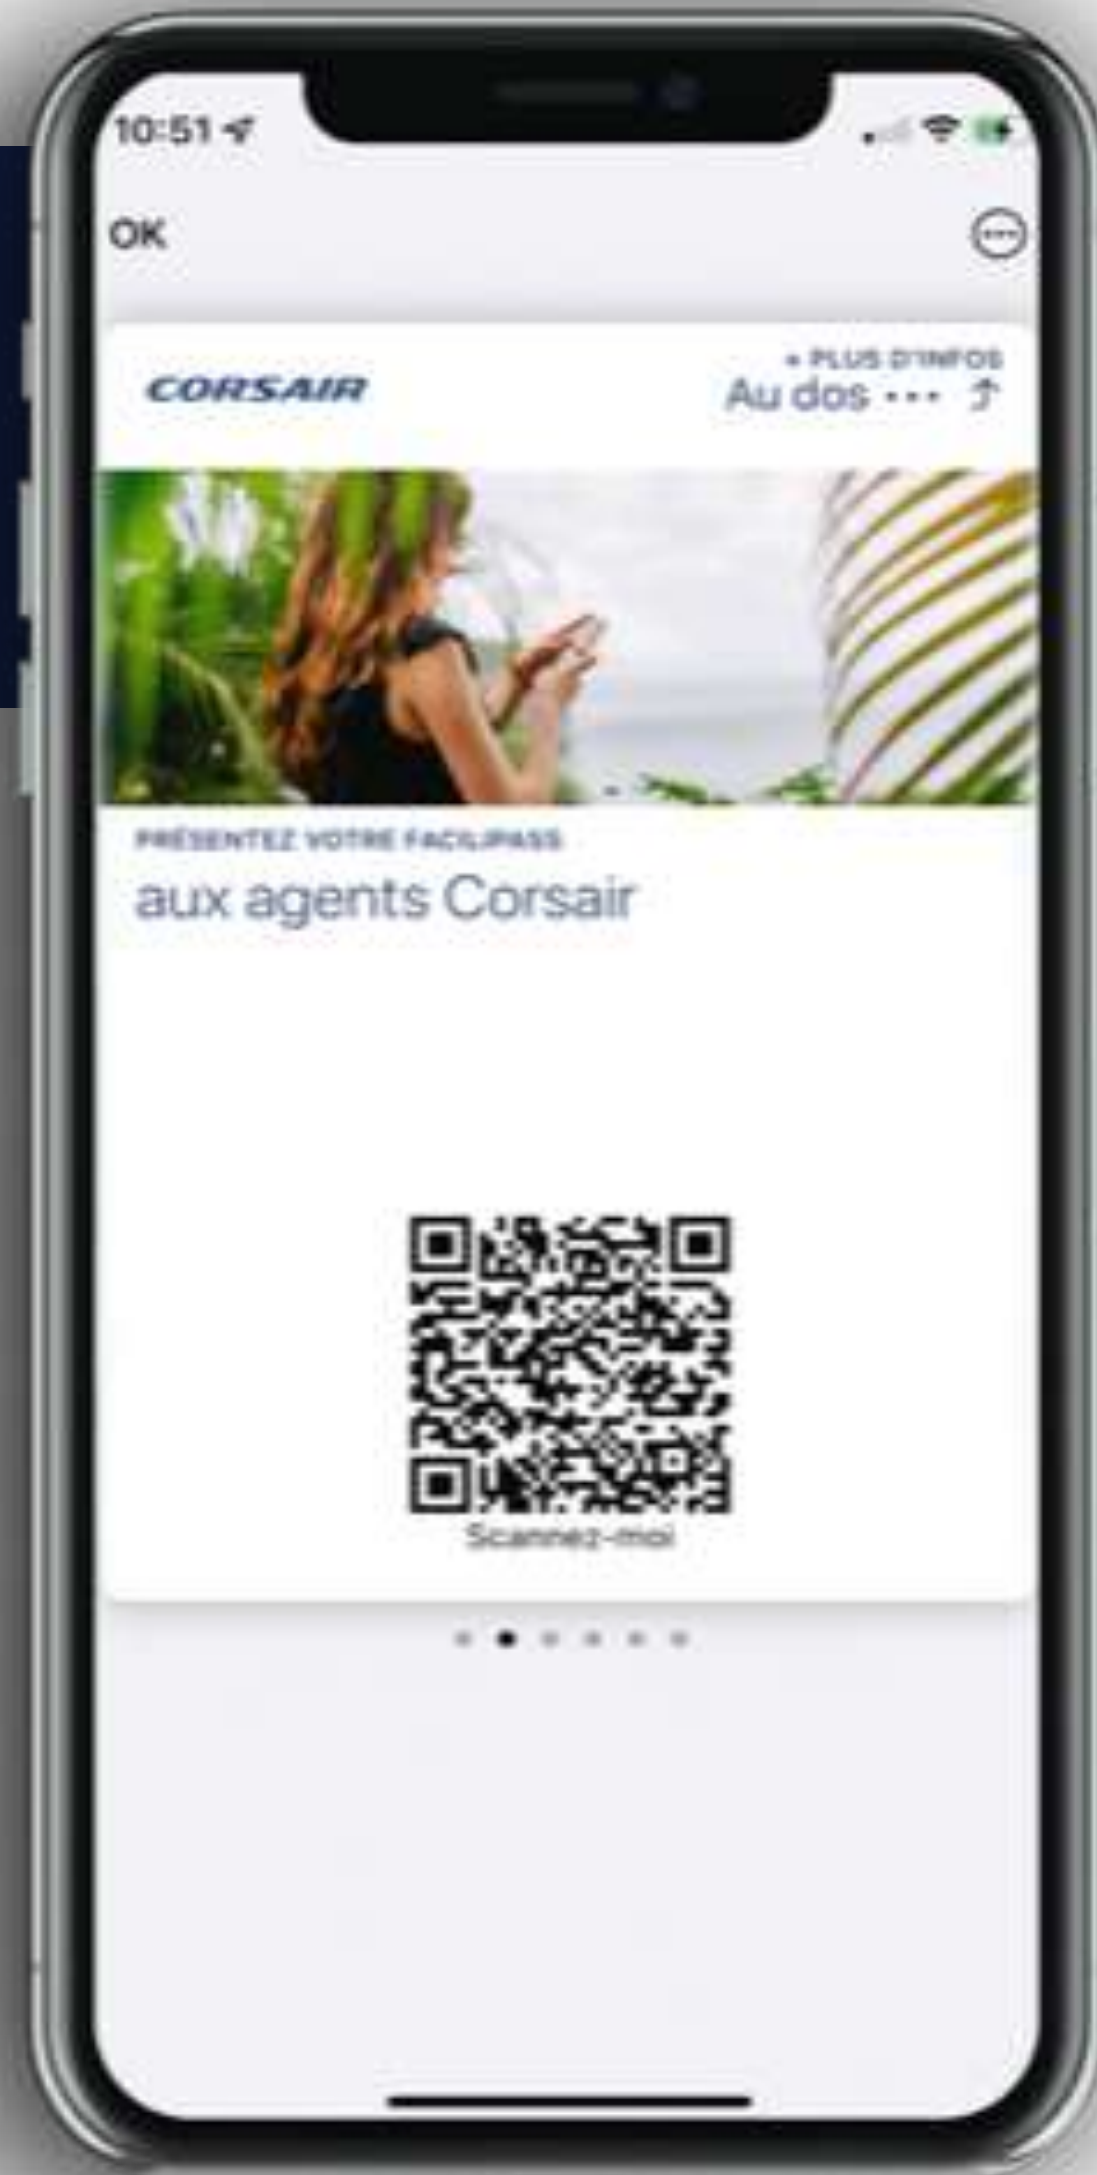 10:51
OK
CORSAIR
+ PLUS D'INFOS
Au dos ••• ⤴
PRÉSENTEZ VOTRE FACILIPASS
aux agents Corsair
Scannez-moi